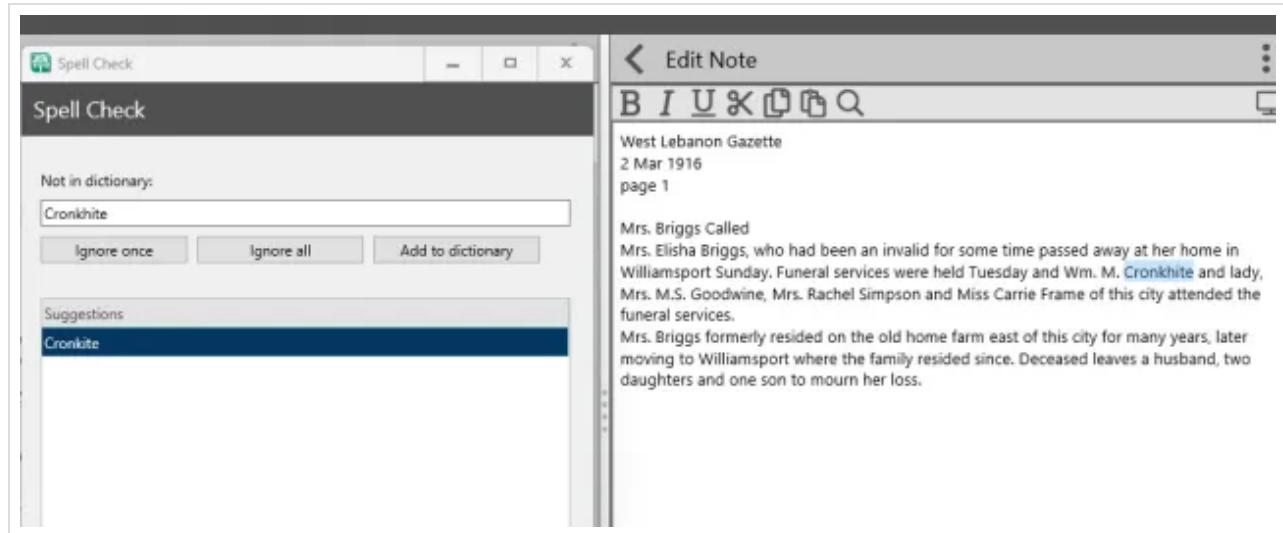 Spell Check
Spell Check
Not in dictionary:
Cronkhite
Ignore once
Ignore all
Add to dictionary
Suggestions
Cronkite
Edit Note
B I U
West Lebanon Gazette
2 Mar 1916
page 1
Mrs. Briggs Called
Mrs. Elisha Briggs, who had been an invalid for some time passed away at her home in
Williamsport Sunday. Funeral services were held Tuesday and Wm. M. Cronkhite and lady,
Mrs. M.S. Goodwine, Mrs. Rachel Simpson and Miss Carrie Frame of this city attended the
funeral services.
Mrs. Briggs formerly resided on the old home farm east of this city for many years, later
moving to Williamsport where the family resided since. Deceased leaves a husband, two
daughters and one son to mourn her loss.